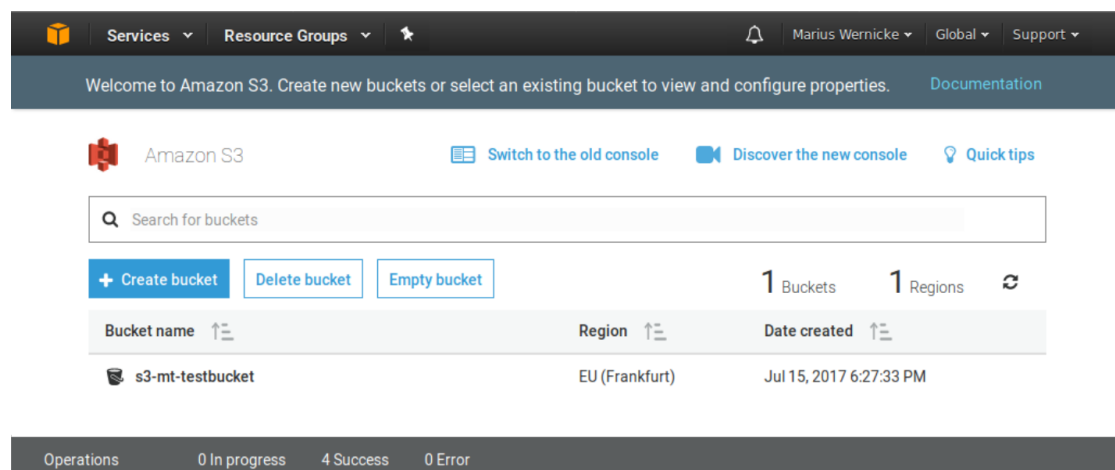 Services Resource Groups Marius Wernicke Global Support
Welcome to Amazon S3. Create new buckets or select an existing bucket to view and configure properties. Documentation
Amazon S3 Switch to the old console Discover the new console Quick tips
Search for buckets
+ Create bucket Delete bucket Empty bucket 1 Buckets 1 Regions
Bucket name Region Date created
s3-mt-testbucket EU (Frankfurt) Jul 15, 2017 6:27:33 PM
Operations 0 In progress 4 Success 0 Error